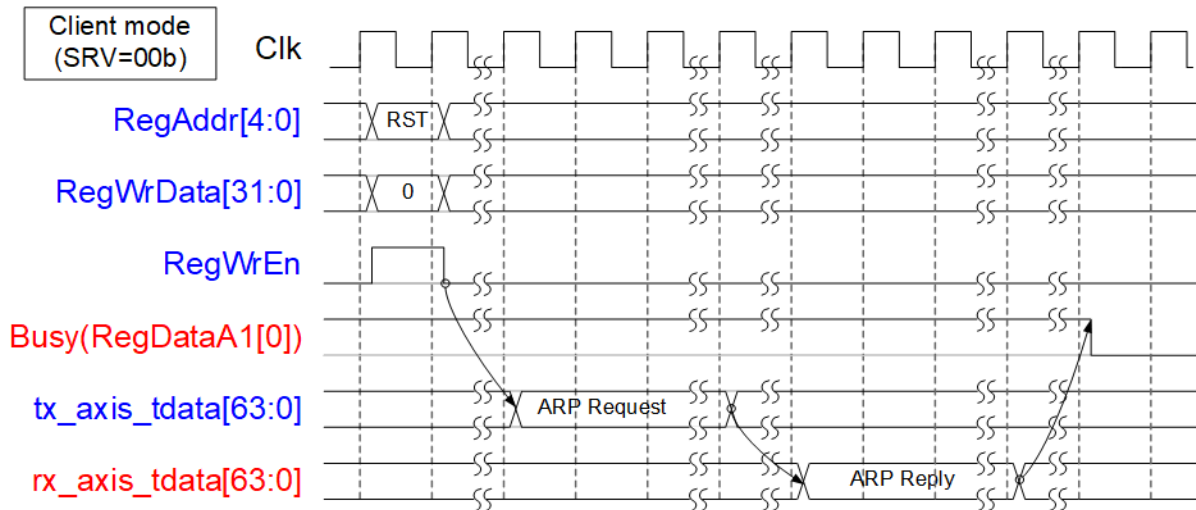 Client mode
(SRV=00b)
Clk
RegAddr[4:0]
RST
RegWrData[31:0]
0
RegWrEn
Busy(RegDataA1[0])
tx_axis_tdata[63:0]
ARP Request
rx_axis_tdata[63:0]
ARP Reply